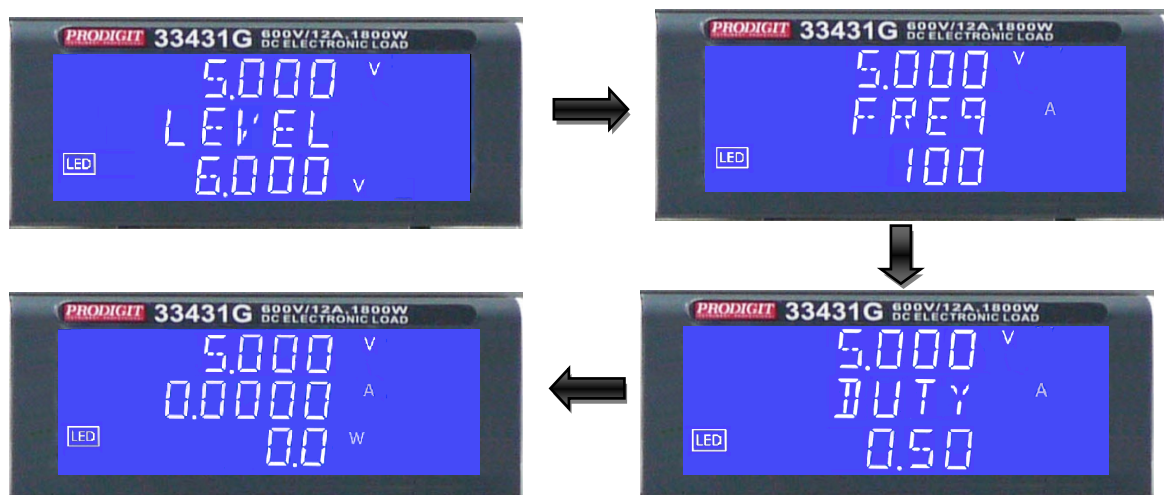 PRODIGIT 33431G 600V/12A,1800W
DC ELECTRONIC LOAD
5.000 V
LEVEL
LED 6.000 V
PRODIGIT 33431G 600V/12A,1800W
DC ELECTRONIC LOAD
5.000 V
FREQ A
LED 100
PRODIGIT 33431G 600V/12A,1800W
DC ELECTRONIC LOAD
5.000 V
DUTY A
LED 0.50
PRODIGIT 33431G 600V/12A,1800W
DC ELECTRONIC LOAD
5.000 V
0.0000 A
LED 0.0 W